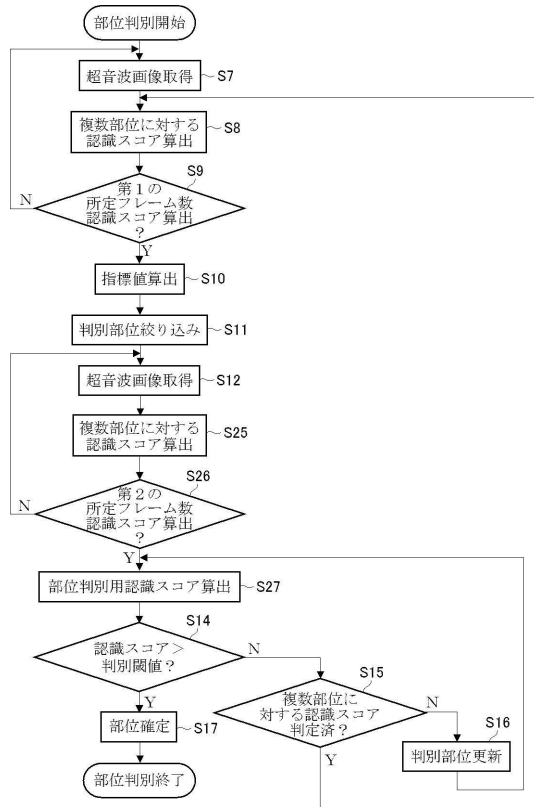 部位判別開始
超音波画像取得 S7
複数部位に対する
認識スコア算出 S8
S9
第１の
所定フレーム数
認識スコア算出
？
N
Y
指標値算出 S10
判別部位絞り込み S11
超音波画像取得 S12
複数部位に対する
認識スコア算出 S25
S26
第２の
所定フレーム数
認識スコア算出
？
N
Y
部位判別用認識スコア算出 S27
S14
認識スコア＞
判別閾値？
N
Y
S15
複数部位に
対する認識スコア
判定済？
N
Y
S16
判別部位更新
部位確定 S17
部位判別終了